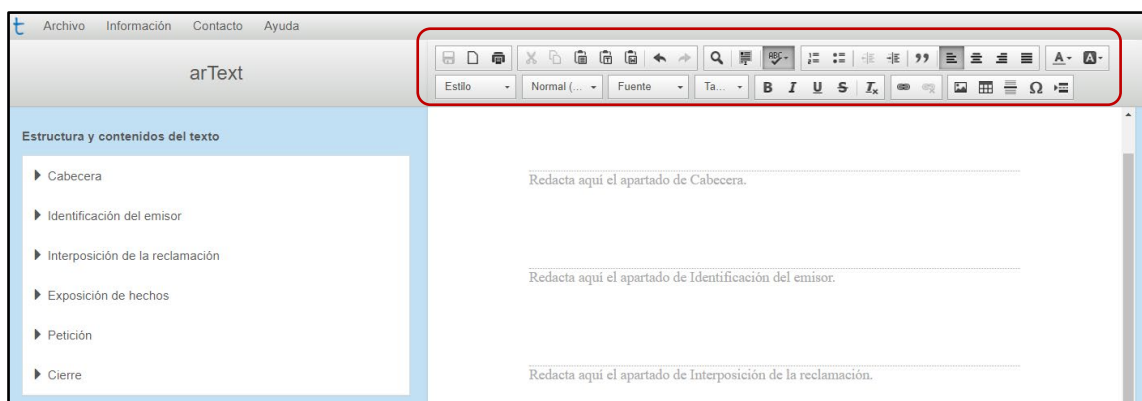 t Archivo Información Contacto Ayuda
arText
ABC
Estilo Normal (... Fuente Ta... B I U S Ix Ω
A A
Estructura y contenidos del texto
Cabecera
Identificación del emisor
Interposición de la reclamación
Exposición de hechos
Petición
Cierre
Redacta aquí el apartado de Cabecera.
Redacta aquí el apartado de Identificación del emisor.
Redacta aquí el apartado de Interposición de la reclamación.